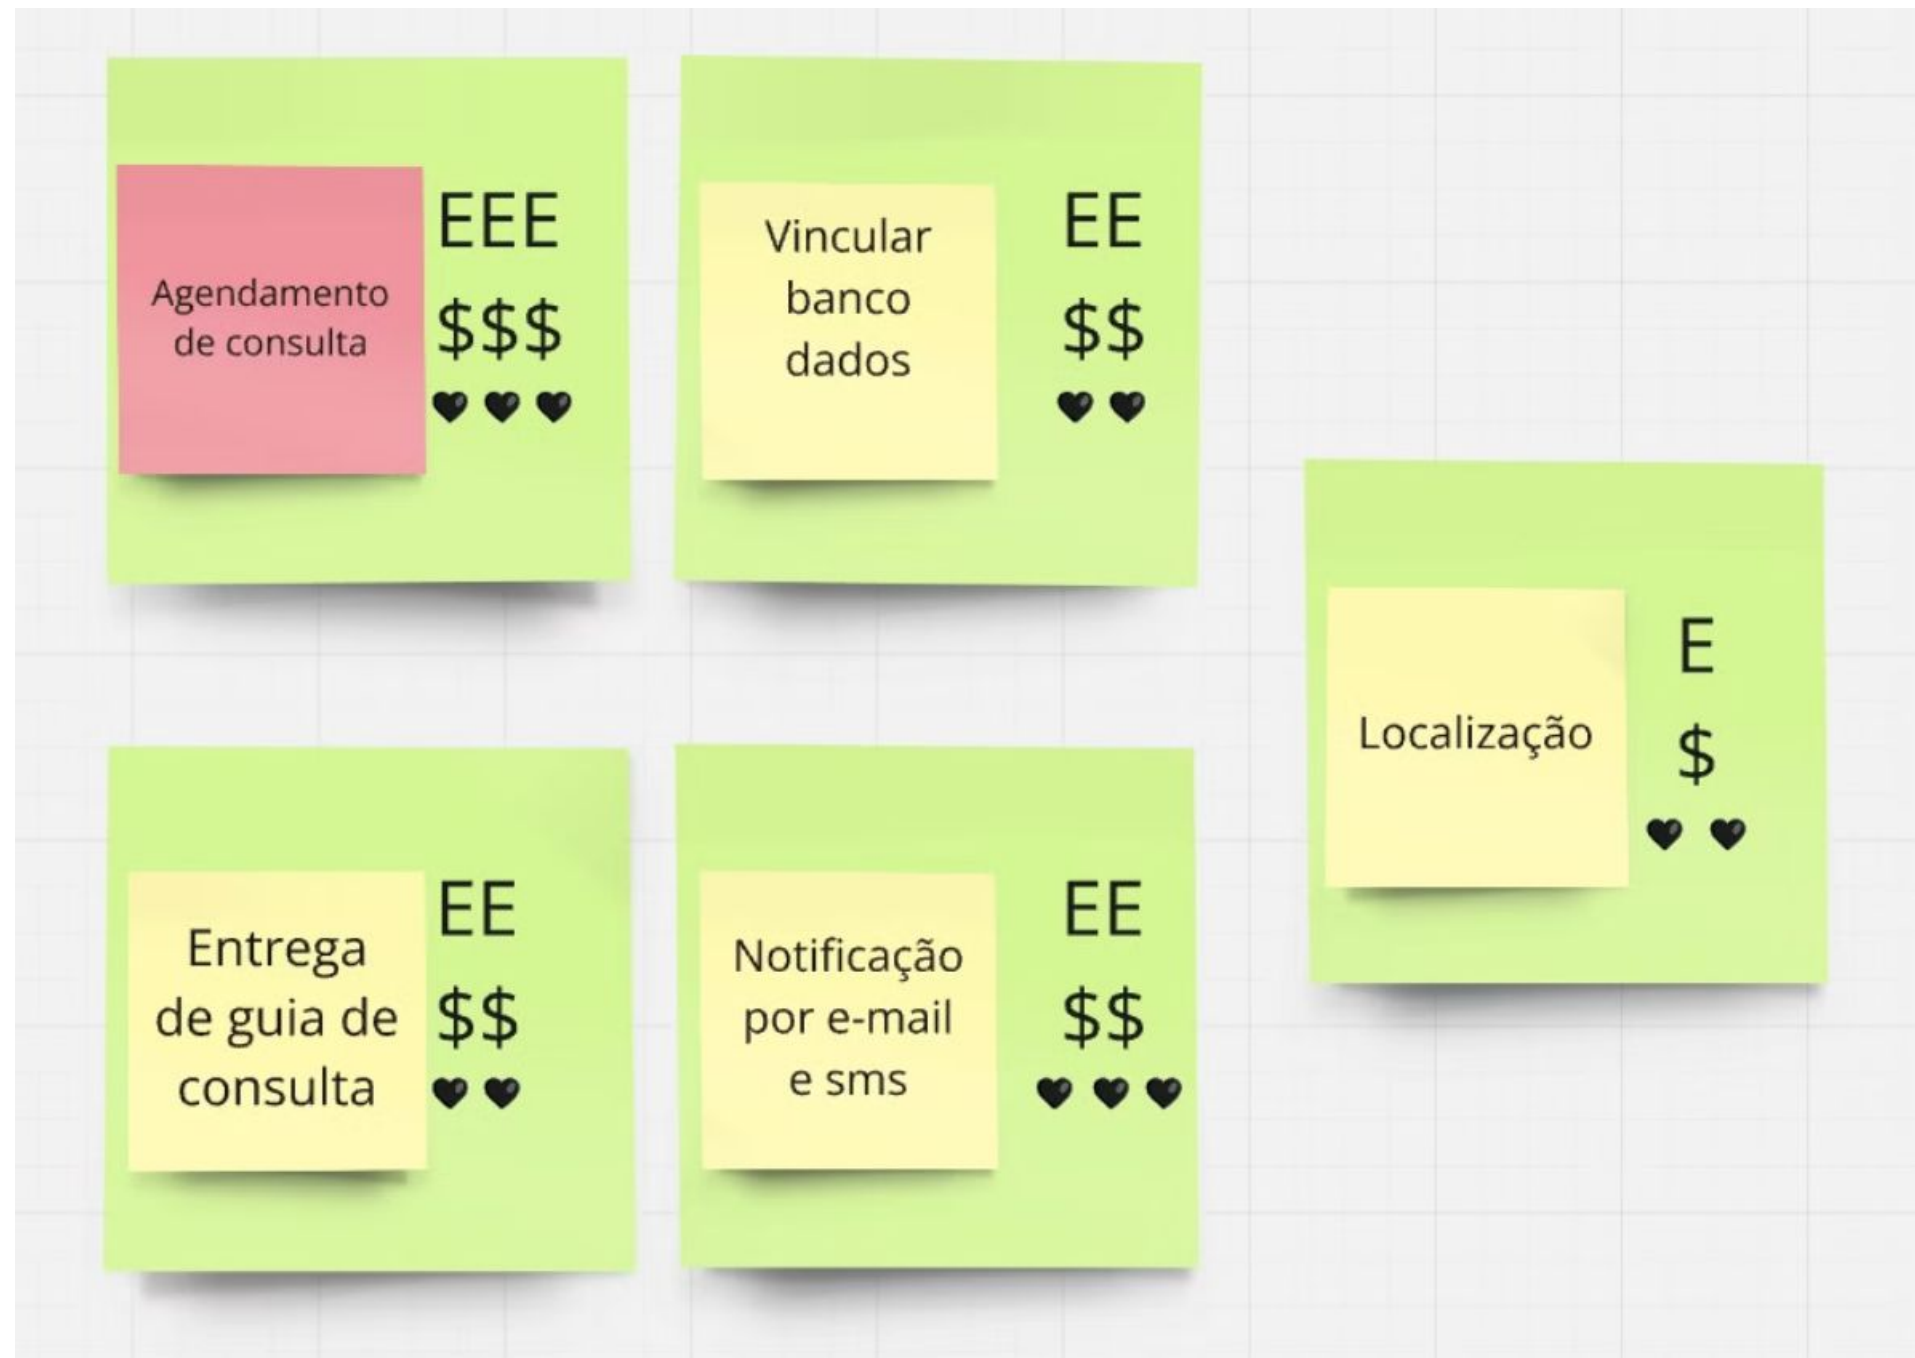 Agendamento
de consulta
EEE
$$$
🖤 🖤 🖤
Vincular
banco
dados
EE
$$
🖤 🖤
Localização
E
$
🖤 🖤
Entrega
de guia de
consulta
EE
$$
🖤 🖤
Notificação
por e-mail
e sms
EE
$$
🖤 🖤 🖤